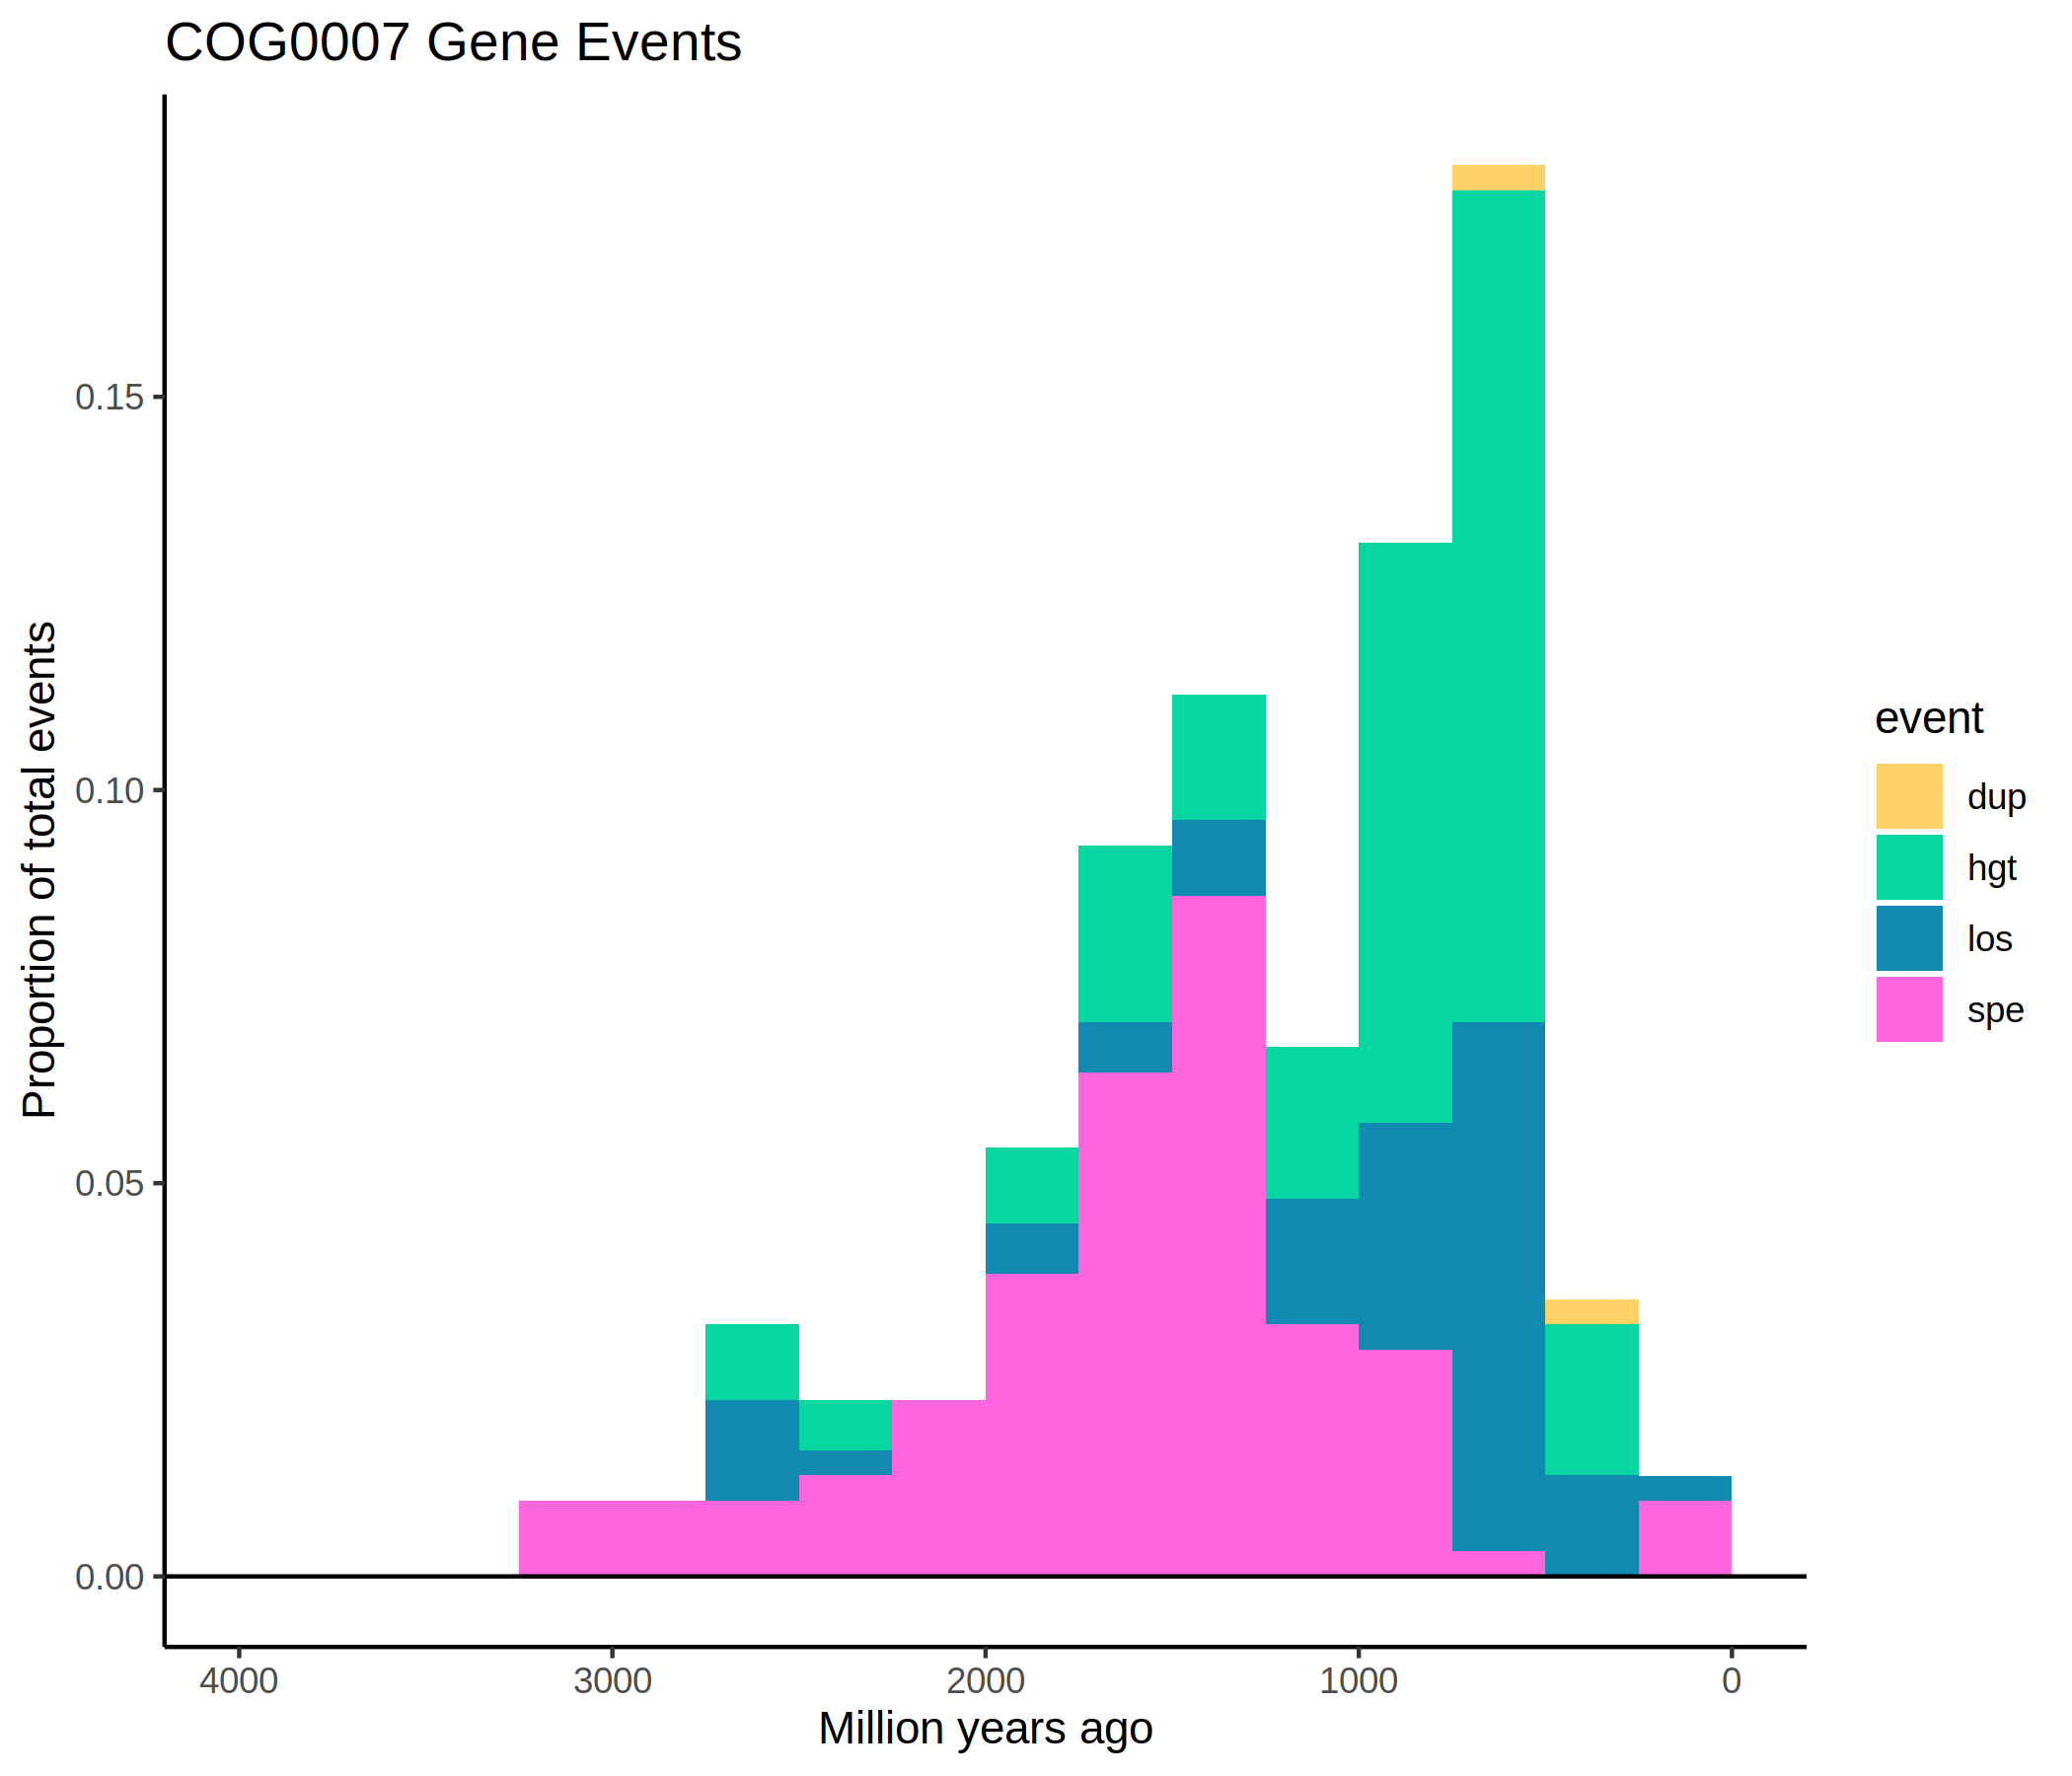 COG0007 Gene Events
Proportion of total events
0.15
0.10
0.05
0.00
4000 3000 2000 1000 0
Million years ago
event
dup
hgt
los
spe